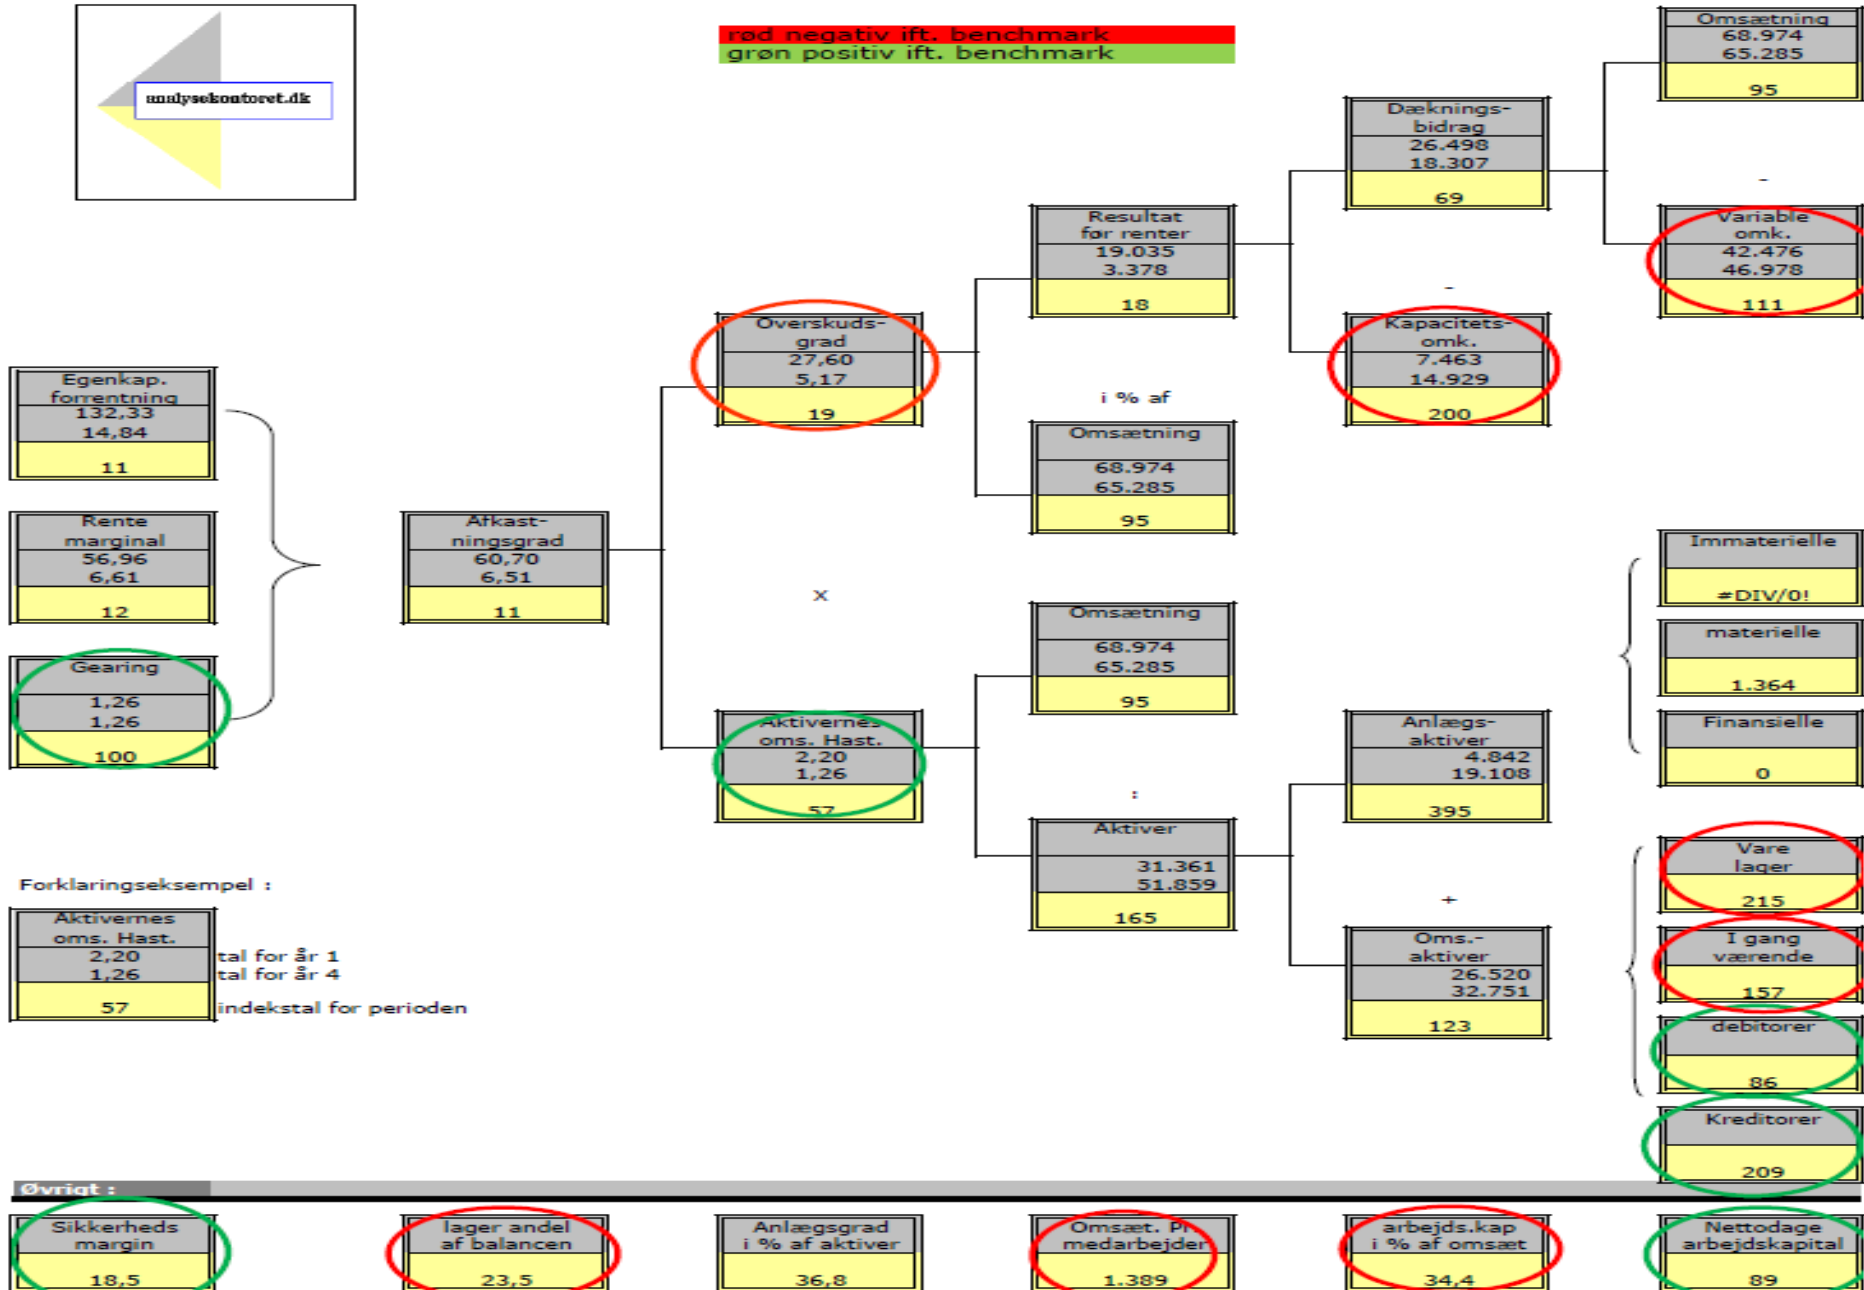 analysekontoret.dk
rød negativ ift. benchmark
grøn positiv ift. benchmark
Omsætning
68.974
65.285
95
Dæknings-
bidrag
26.498
18.307
69
-
Resultat
før renter
19.035
3.378
18
Variable
omk.
42.476
46.978
111
-
Overskuds-
grad
27,60
5,17
19
Kapacitets-
omk.
7.463
14.929
200
Egenkap.
forrentning
132,33
14,84
11
i % af
Omsætning
68.974
65.285
95
Rente
marginal
56,96
6,61
12
Afkast-
ningsgrad
60,70
6,51
11
x
Immaterielle
#DIV/0!
Omsætning
68.974
65.285
95
materielle
1.364
Gearing
1,26
1,26
100
Aktivernes
oms. Hast.
2,20
1,26
57
Anlægs-
aktiver
4.842
19.108
395
Finansielle
0
:
Aktiver
31.361
51.859
165
Vare
lager
215
+
Forklaringseksempel :
Aktivernes
oms. Hast.
2,20 tal for år 1
1,26 tal for år 4
57 indekstal for perioden
Oms.-
aktiver
26.520
32.751
123
I gang
værende
157
debitorer
86
Kreditorer
209
Øvrigt :
Sikkerheds
margin
18,5
lager andel
af balancen
23,5
Anlægsgrad
i % af aktiver
36,8
Omsæt. Pr.
medarbejder
1.389
arbejds.kap
i % af omsæt
34,4
Nettodage
arbejdskapital
89